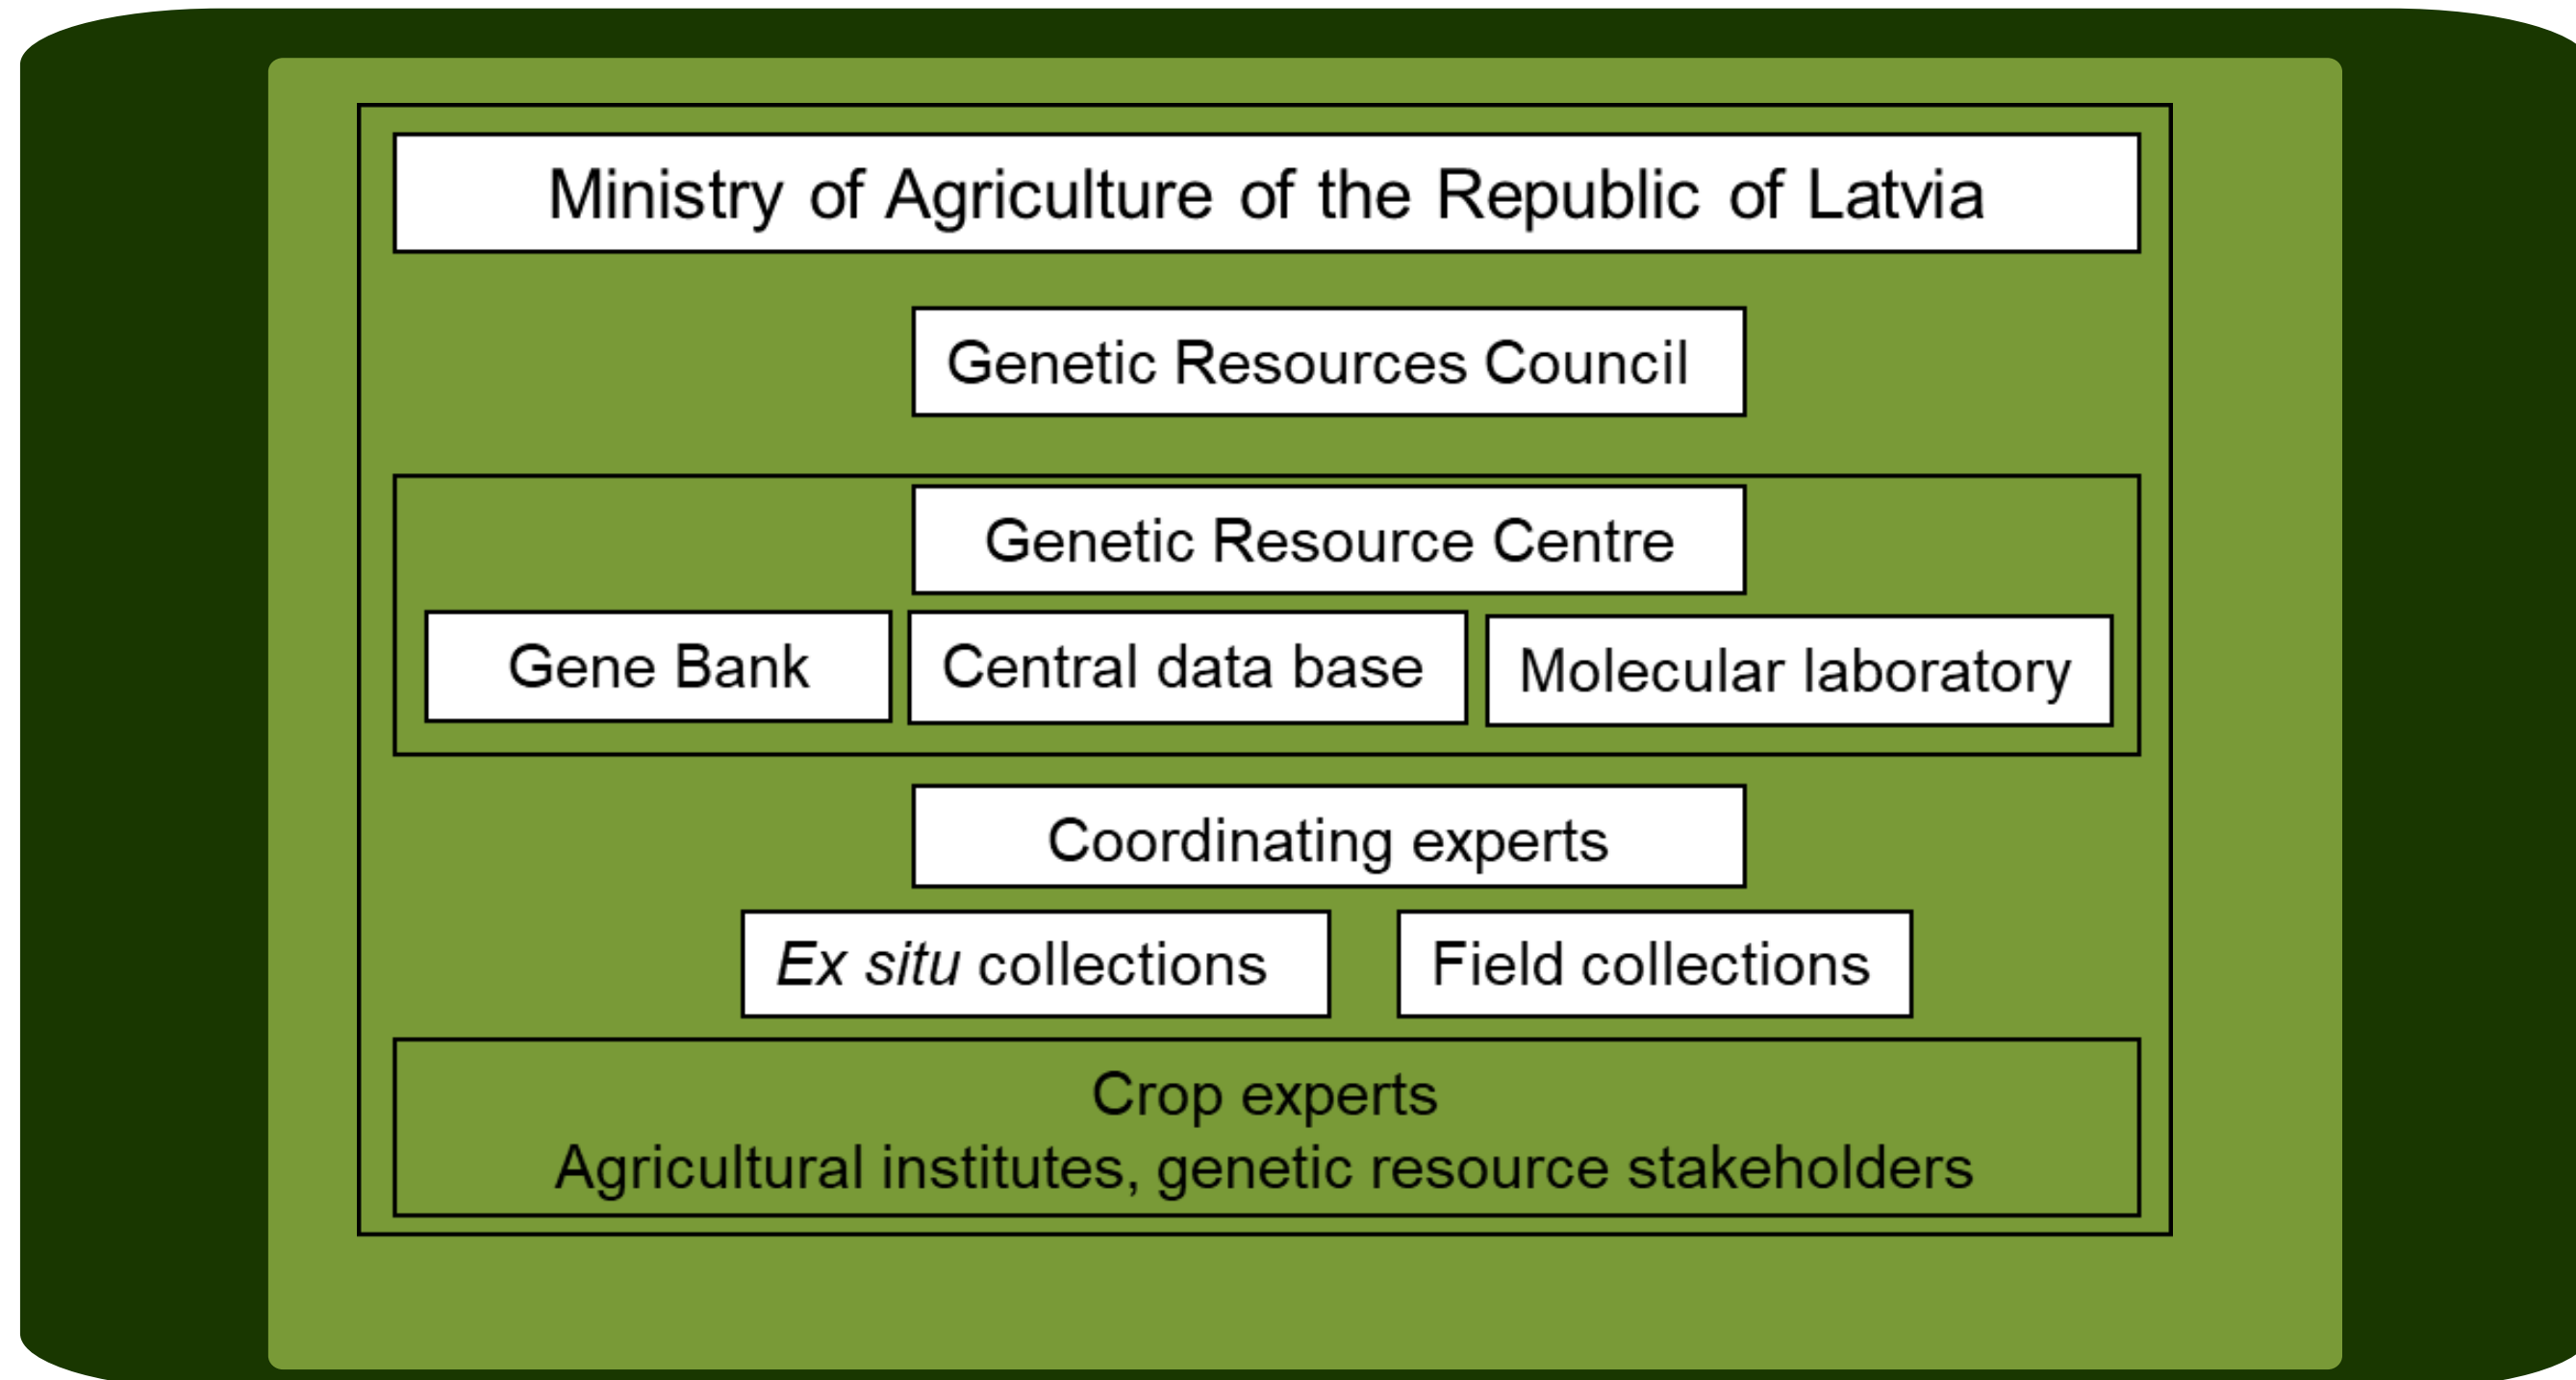 Ministry of Agriculture of the Republic of Latvia
Genetic Resources Council
Genetic Resource Centre
Gene Bank
Central data base
Molecular laboratory
Coordinating experts
Ex situ collections
Field collections
Crop experts
Agricultural institutes, genetic resource stakeholders